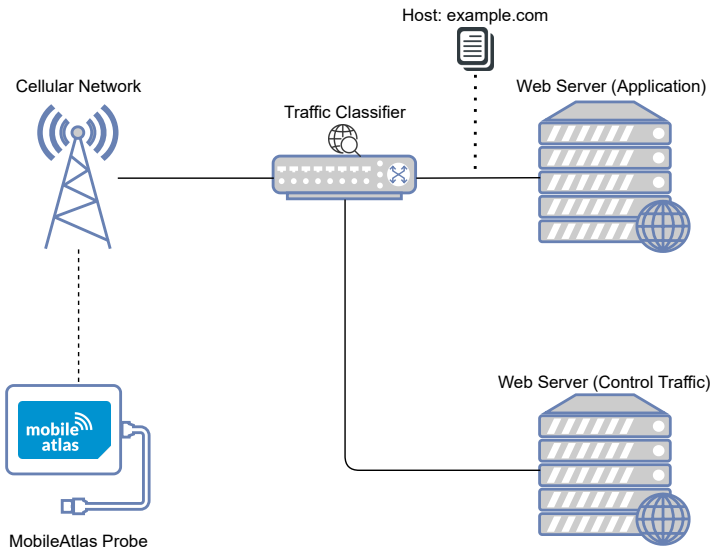 Host: example.com
Cellular Network
Web Server (Application)
Traffic Classifier
Web Server (Control Traffic)
mobile
atlas
MobileAtlas Probe